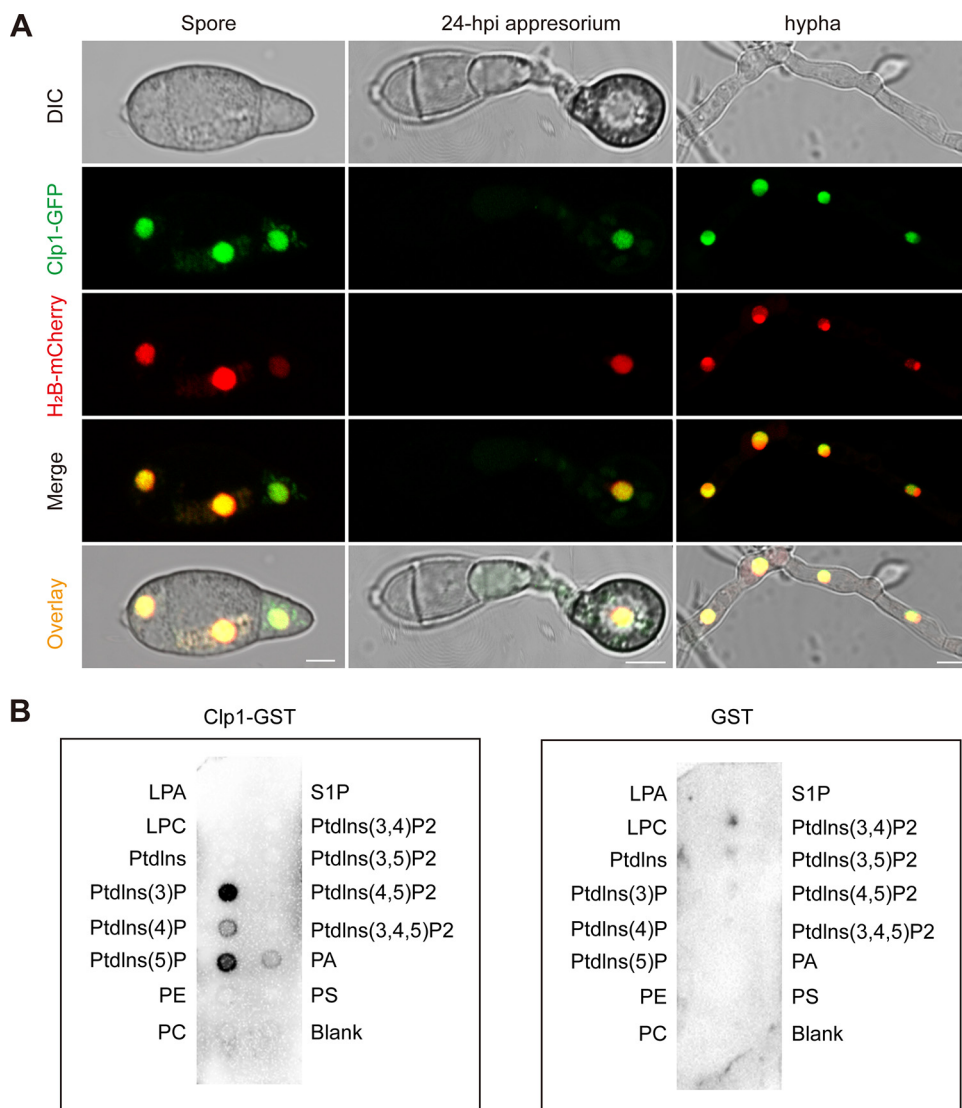 A
Spore
24-hpi appresorium
hypha
DIC
Clp1-GFP
H₂B-mCherry
Merge
Overlay
B
Clp1-GST
GST
LPA
S1P
LPC
PtdIns(3,4)P2
PtdIns
PtdIns(3,5)P2
PtdIns(3)P
PtdIns(4,5)P2
PtdIns(4)P
PtdIns(3,4,5)P2
PtdIns(5)P
PA
PE
PS
PC
Blank
LPA
S1P
LPC
PtdIns(3,4)P2
PtdIns
PtdIns(3,5)P2
PtdIns(3)P
PtdIns(4,5)P2
PtdIns(4)P
PtdIns(3,4,5)P2
PtdIns(5)P
PA
PE
PS
PC
Blank